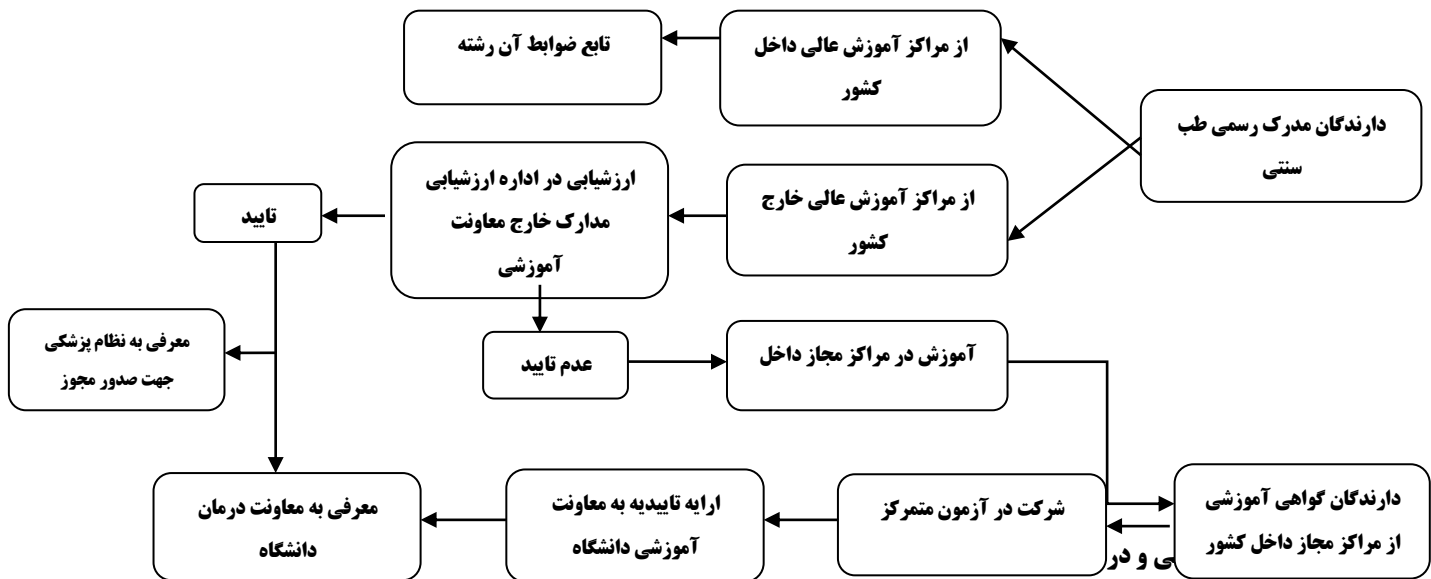 دارندگان مدرک رسمی طب
سنتی
از مراکز آموزش عالی داخل
کشور
تابع ضوابط آن رشته
از مراکز آموزش عالی خارج
کشور
ارزشیابی در اداره ارزشیابی
مدارک خارج معاونت
آموزشی
تایید
معرفی به نظام پزشکی
جهت صدور مجوز
عدم تایید
آموزش در مراکز مجاز داخل
دارندگان گواهی آموزشی
از مراکز مجاز داخل کشور
شرکت در آزمون متمرکز
ارایه تاییدیه به معاونت
آموزشی دانشگاه
معرفی به معاونت درمان
دانشگاه
ی و در